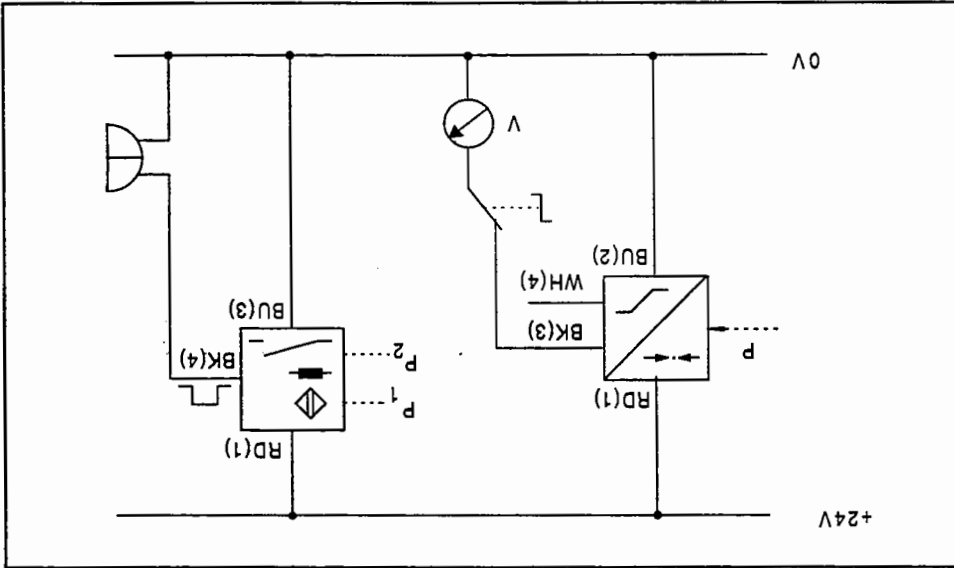 +24V
RD(1)
P
BK(3)
WH(4)
BU(2)
V
0V
RD(1)
P1
P2
BK(4)
BU(3)